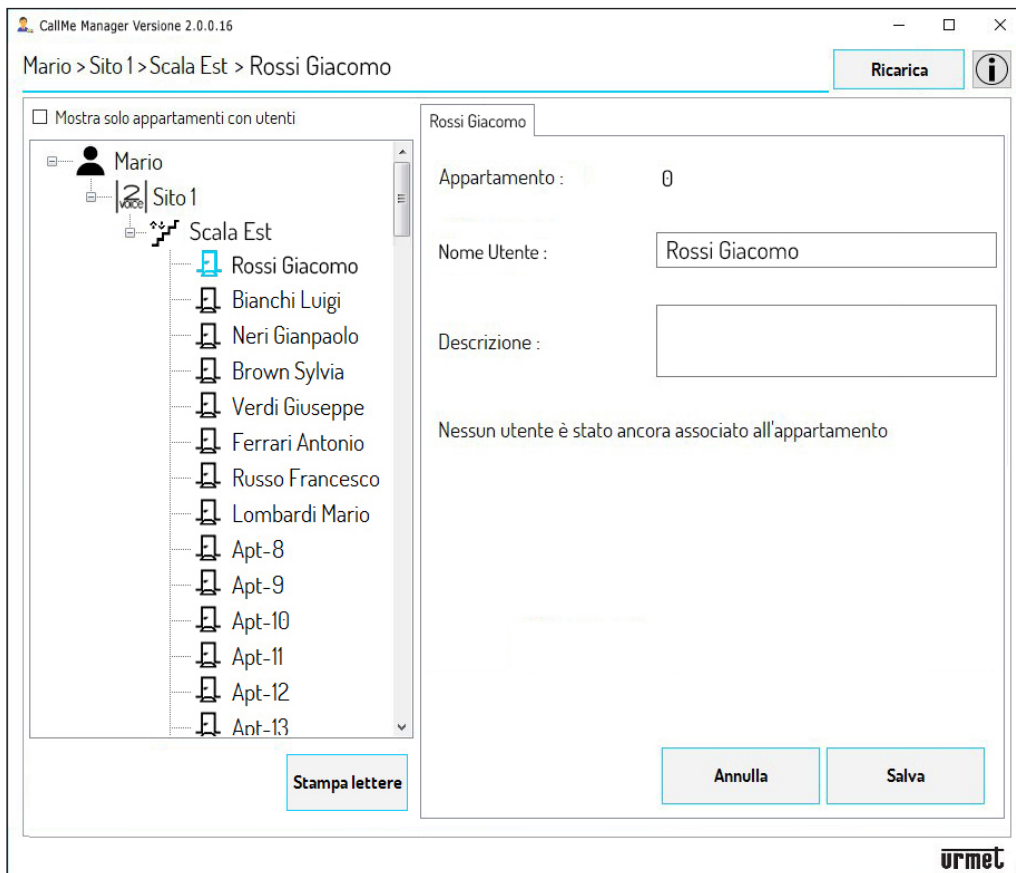 CallMe Manager Versione 2.0.0.16
Mario > Sito 1 > Scala Est > Rossi Giacomo
Ricarica
i
Mostra solo appartamenti con utenti
Mario
2 voice Sito 1
Scala Est
Rossi Giacomo
Bianchi Luigi
Neri Gianpaolo
Brown Sylvia
Verdi Giuseppe
Ferrari Antonio
Russo Francesco
Lombardi Mario
Apt-8
Apt-9
Apt-10
Apt-11
Apt-12
Apt-13
Stampa lettere
Rossi Giacomo
Appartamento : 0
Nome Utente : Rossi Giacomo
Descrizione :
Nessun utente è stato ancora associato all'appartamento
Annulla Salva
urmet